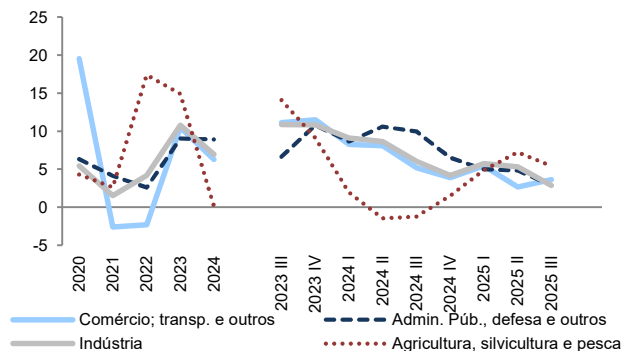 25
20
15
10
5
0
-5
2020
2021
2022
2023
2024
2023 III
2023 IV
2024 I
2024 II
2024 III
2024 IV
2025 I
2025 II
2025 III
Comércio; transp. e outros
Admin. Púb., defesa e outros
Indústria
Agricultura, silvicultura e pesca